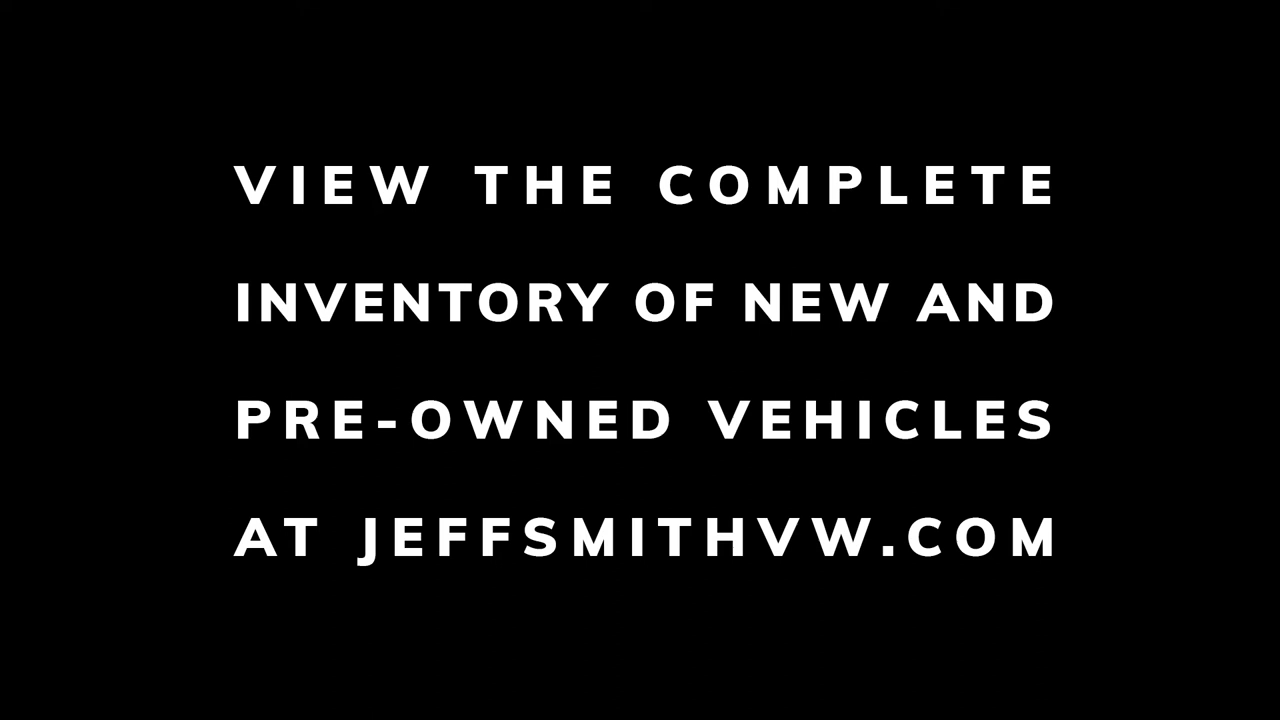 VIEW THE COMPLETE
INVENTORY OF NEW AND
PRE-OWNED VEHICLES
AT JEFFSMITHVW.COM